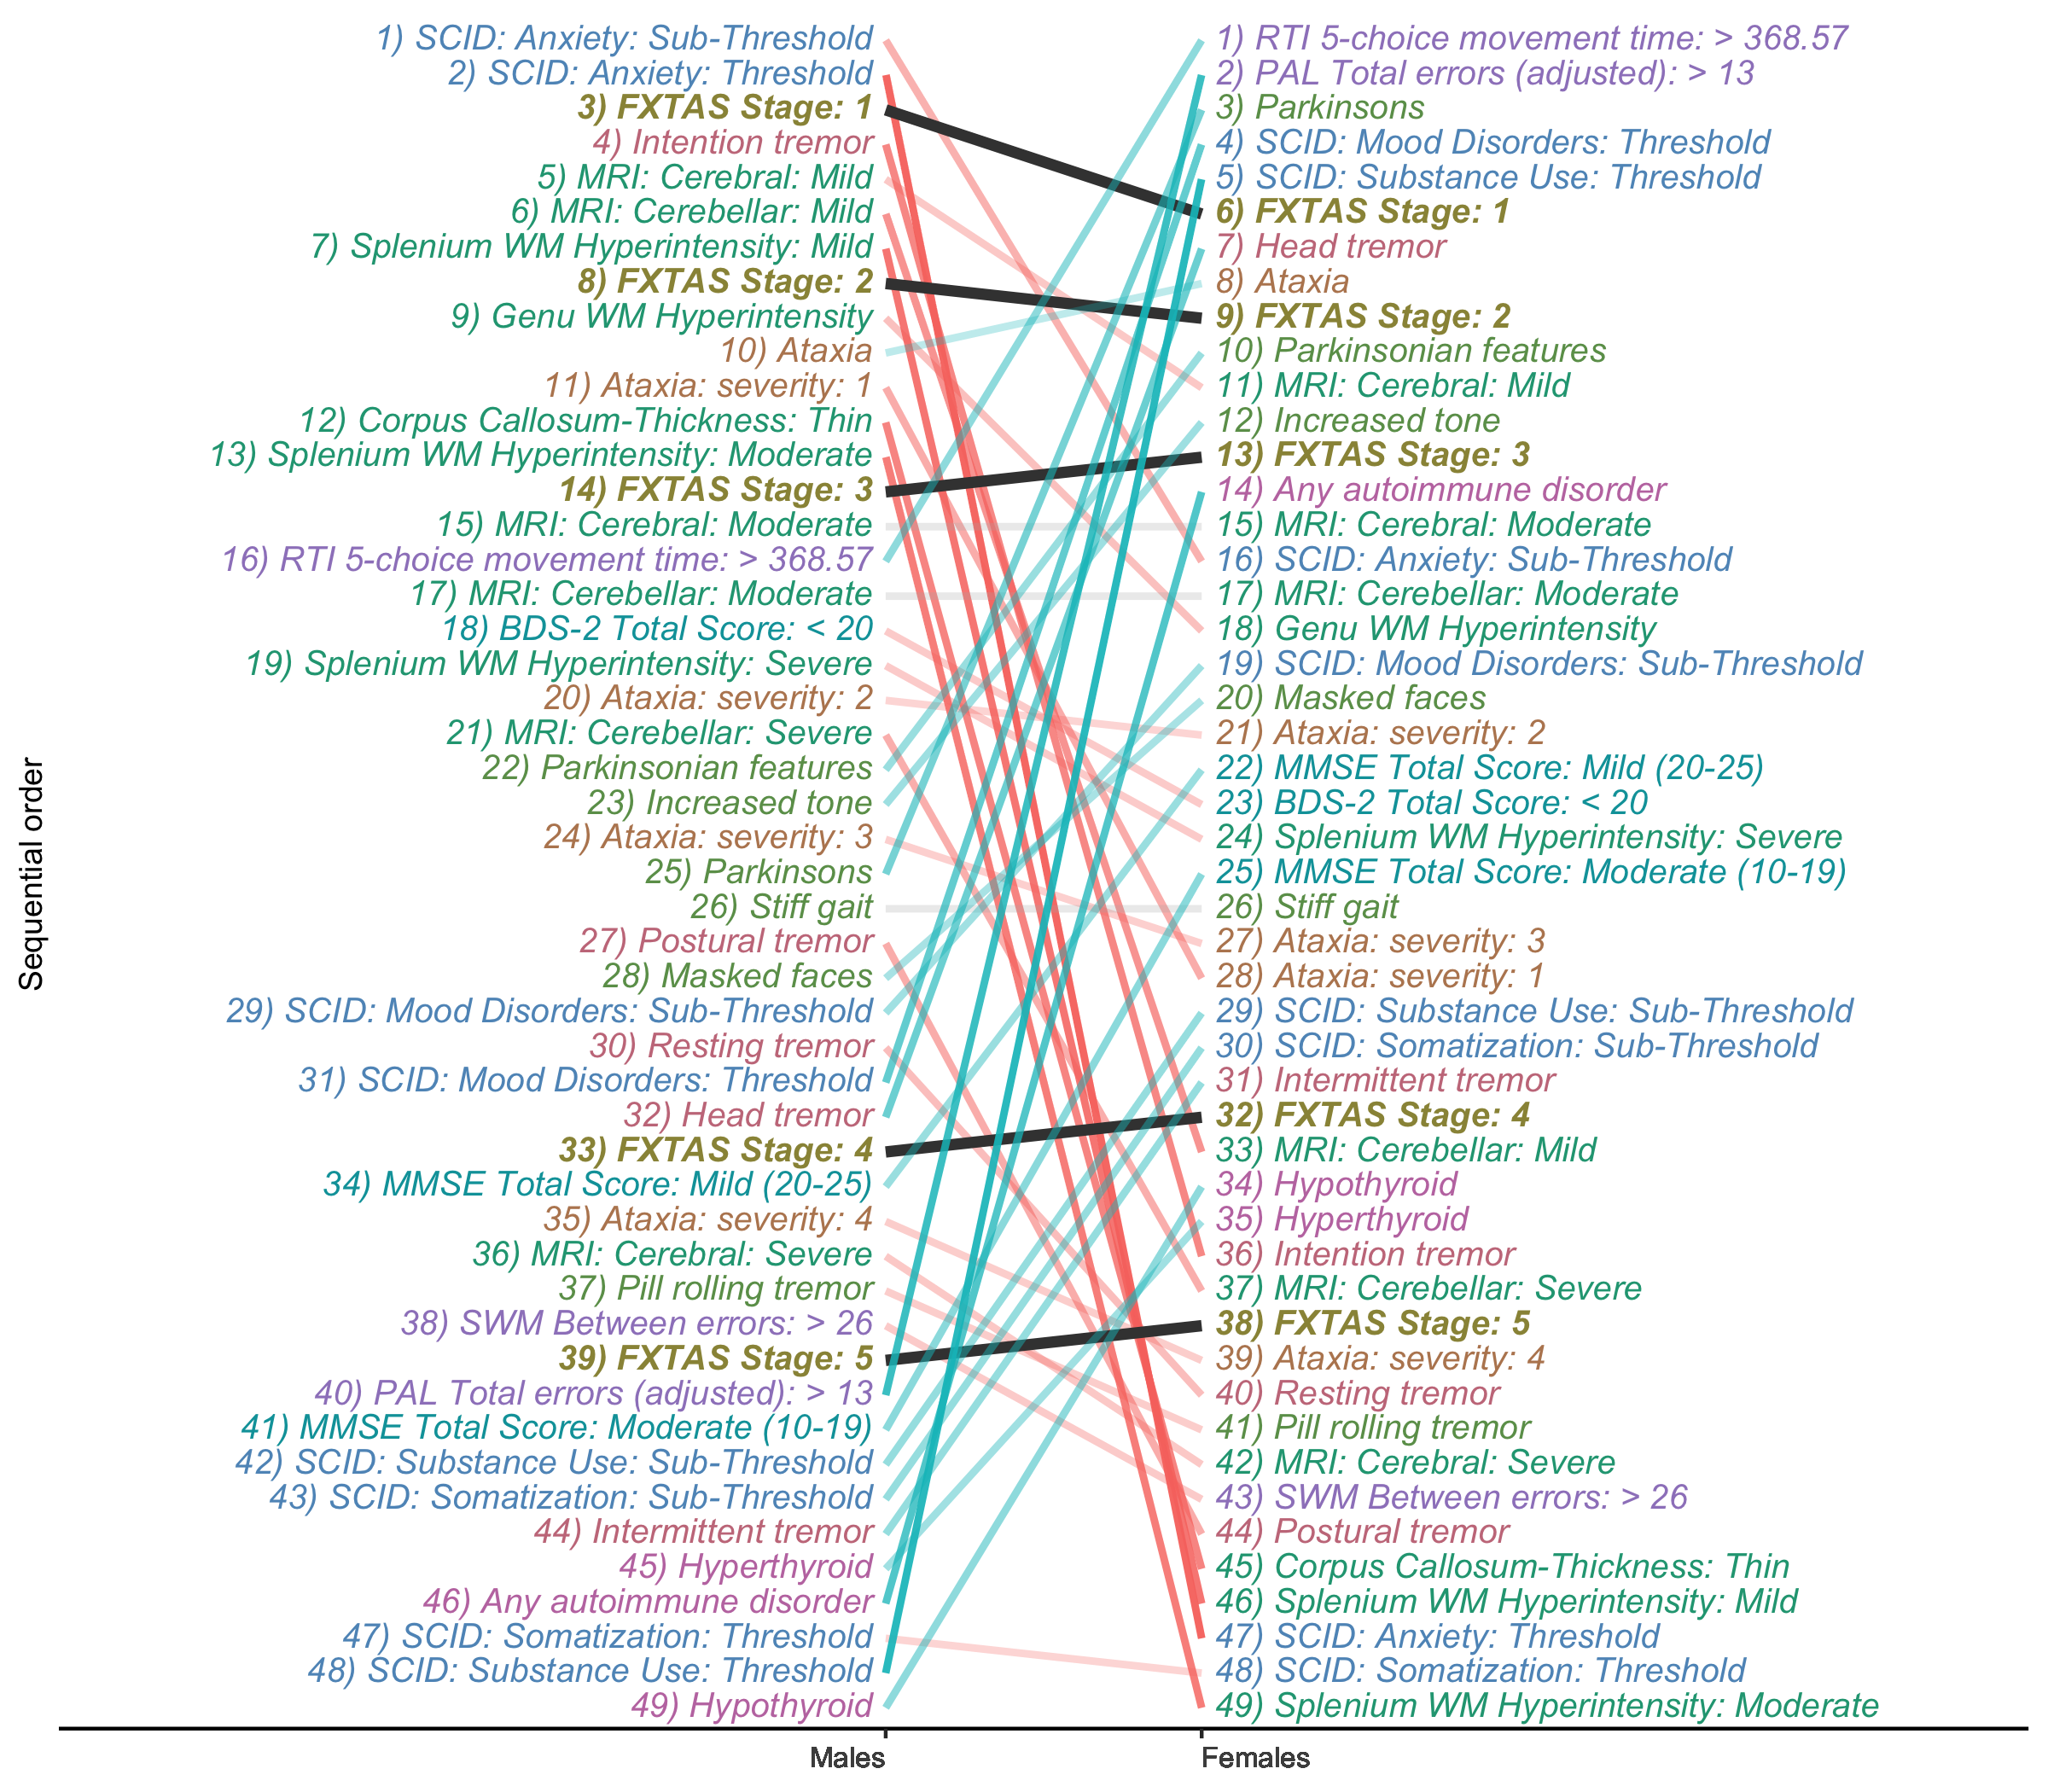 Sequential order
1) SCID: Anxiety: Sub-Threshold
2) SCID: Anxiety: Threshold
3) FXTAS Stage: 1
4) Intention tremor
5) MRI: Cerebral: Mild
6) MRI: Cerebellar: Mild
7) Splenium WM Hyperintensity: Mild
8) FXTAS Stage: 2
9) Genu WM Hyperintensity
10) Ataxia
11) Ataxia: severity: 1
12) Corpus Callosum-Thickness: Thin
13) Splenium WM Hyperintensity: Moderate
14) FXTAS Stage: 3
15) MRI: Cerebral: Moderate
16) RTI 5-choice movement time: > 368.57
17) MRI: Cerebellar: Moderate
18) BDS-2 Total Score: < 20
19) Splenium WM Hyperintensity: Severe
20) Ataxia: severity: 2
21) MRI: Cerebellar: Severe
22) Parkinsonian features
23) Increased tone
24) Ataxia: severity: 3
25) Parkinsons
26) Stiff gait
27) Postural tremor
28) Masked faces
29) SCID: Mood Disorders: Sub-Threshold
30) Resting tremor
31) SCID: Mood Disorders: Threshold
32) Head tremor
33) FXTAS Stage: 4
34) MMSE Total Score: Mild (20-25)
35) Ataxia: severity: 4
36) MRI: Cerebral: Severe
37) Pill rolling tremor
38) SWM Between errors: > 26
39) FXTAS Stage: 5
40) PAL Total errors (adjusted): > 13
41) MMSE Total Score: Moderate (10-19)
42) SCID: Substance Use: Sub-Threshold
43) SCID: Somatization: Sub-Threshold
44) Intermittent tremor
45) Hyperthyroid
46) Any autoimmune disorder
47) SCID: Somatization: Threshold
48) SCID: Substance Use: Threshold
49) Hypothyroid
1) RTI 5-choice movement time: > 368.57
2) PAL Total errors (adjusted): > 13
3) Parkinsons
4) SCID: Mood Disorders: Threshold
5) SCID: Substance Use: Threshold
6) FXTAS Stage: 1
7) Head tremor
8) Ataxia
9) FXTAS Stage: 2
10) Parkinsonian features
11) MRI: Cerebral: Mild
12) Increased tone
13) FXTAS Stage: 3
14) Any autoimmune disorder
15) MRI: Cerebral: Moderate
16) SCID: Anxiety: Sub-Threshold
17) MRI: Cerebellar: Moderate
18) Genu WM Hyperintensity
19) SCID: Mood Disorders: Sub-Threshold
20) Masked faces
21) Ataxia: severity: 2
22) MMSE Total Score: Mild (20-25)
23) BDS-2 Total Score: < 20
24) Splenium WM Hyperintensity: Severe
25) MMSE Total Score: Moderate (10-19)
26) Stiff gait
27) Ataxia: severity: 3
28) Ataxia: severity: 1
29) SCID: Substance Use: Sub-Threshold
30) SCID: Somatization: Sub-Threshold
31) Intermittent tremor
32) FXTAS Stage: 4
33) MRI: Cerebellar: Mild
34) Hypothyroid
35) Hyperthyroid
36) Intention tremor
37) MRI: Cerebellar: Severe
38) FXTAS Stage: 5
39) Ataxia: severity: 4
40) Resting tremor
41) Pill rolling tremor
42) MRI: Cerebral: Severe
43) SWM Between errors: > 26
44) Postural tremor
45) Corpus Callosum-Thickness: Thin
46) Splenium WM Hyperintensity: Mild
47) SCID: Anxiety: Threshold
48) SCID: Somatization: Threshold
49) Splenium WM Hyperintensity: Moderate
Males
Females